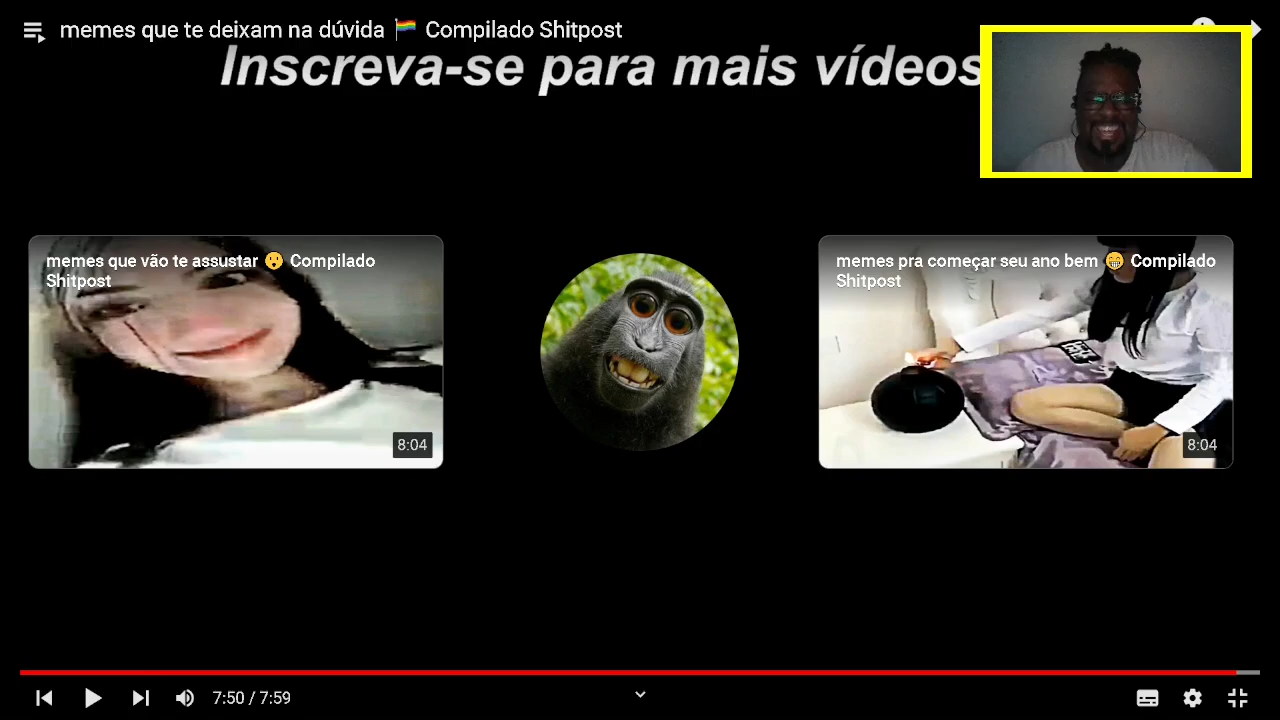 memes que te deixam na dúvida 🏳️‍🌈 Compilado Shitpost
Inscreva-se para mais vídeos
memes que vão te assustar 😲 Compilado
Shitpost
8:04
memes pra começar seu ano bem 😁 Compilado
Shitpost
8:04
7:50 / 7:59